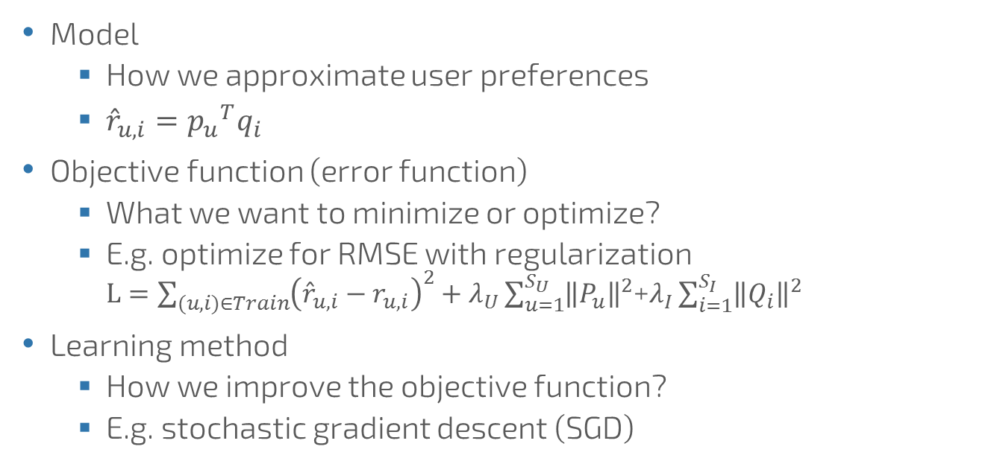 • Model
▪ How we approximate user preferences
▪ $\hat{r}_{u,i} = p_u{}^T q_i$
• Objective function (error function)
▪ What we want to minimize or optimize?
▪ E.g. optimize for RMSE with regularization
$\mathrm{L} = \sum_{(u,i)\in Train} (\hat{r}_{u,i} - r_{u,i})^2 + \lambda_U \sum_{u=1}^{S_U} \|P_u\|^2 + \lambda_I \sum_{i=1}^{S_I} \|Q_i\|^2$
• Learning method
▪ How we improve the objective function?
▪ E.g. stochastic gradient descent (SGD)